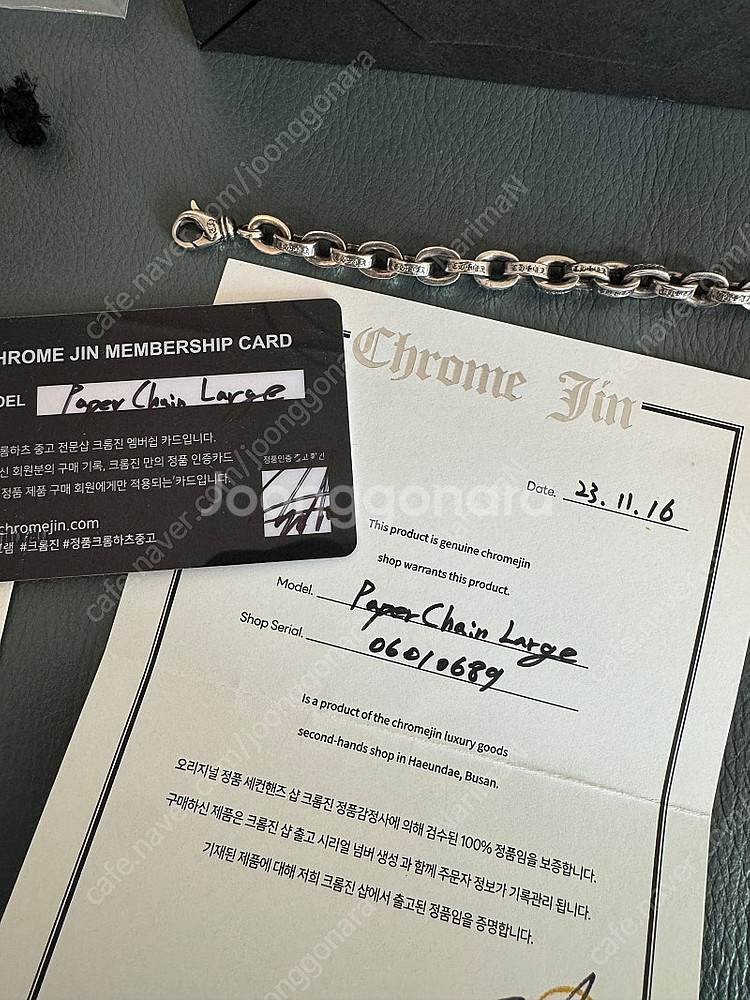 HROME JIN MEMBERSHIP CARD
DEL Paper Chain Large
롬하츠 중고 전문샵 크롬진 멤버쉽 카드입니다.
신 회원분의 구매 기록, 크롬진 만의 정품 인증카드
정품 제품 구매 회원에게만 적용되는 카드입니다.
chromejin.com
그램 #크롬진 #정품크롬하츠중고
Chrome Jin
Date. 23.11.16
This product is genuine chromejin
shop warrants this product.
Model. Paper Chain Large
Shop Serial. 06010689
Is a product of the chromejin luxury goods
second-hands shop in Haeundae, Busan.
오리지널 정품 세컨핸즈 샵 크롬진 정품감정사에 의해 검수된 100% 정품임을 보증합니다.
구매하신 제품은 크롬진 샵 출고 시리얼 넘버 생성 과 함께 주문자 정보가 기록관리 됩니다.
기재된 제품에 대해 저희 크롬진 샵에서 출고된 정품임을 증명합니다.
Joonggonara
cafe.naver.com/joonggonara